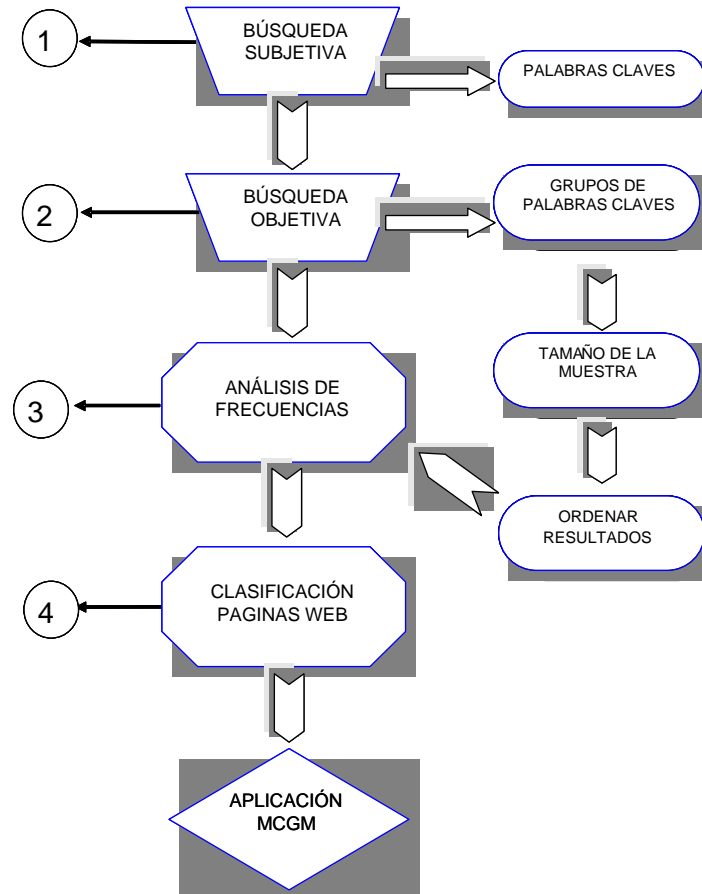 1
BÚSQUEDA
SUBJETIVA
PALABRAS CLAVES
2
BÚSQUEDA
OBJETIVA
GRUPOS DE
PALABRAS CLAVES
TAMAÑO DE LA
MUESTRA
3
ANÁLISIS DE
FRECUENCIAS
ORDENAR
RESULTADOS
4
CLASIFICACIÓN
PAGINAS WEB
APLICACIÓN
MCGM